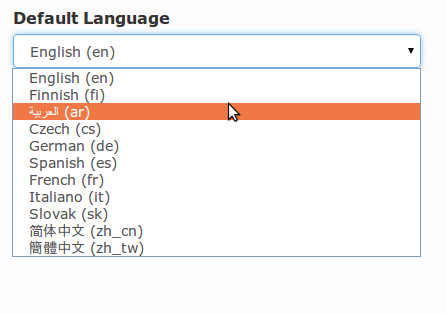 Default Language
English (en)
English (en)
Finnish (fi)
العربية (ar)
Czech (cs)
German (de)
Spanish (es)
French (fr)
Italiano (it)
Slovak (sk)
简体中文 (zh_cn)
簡體中文 (zh_tw)